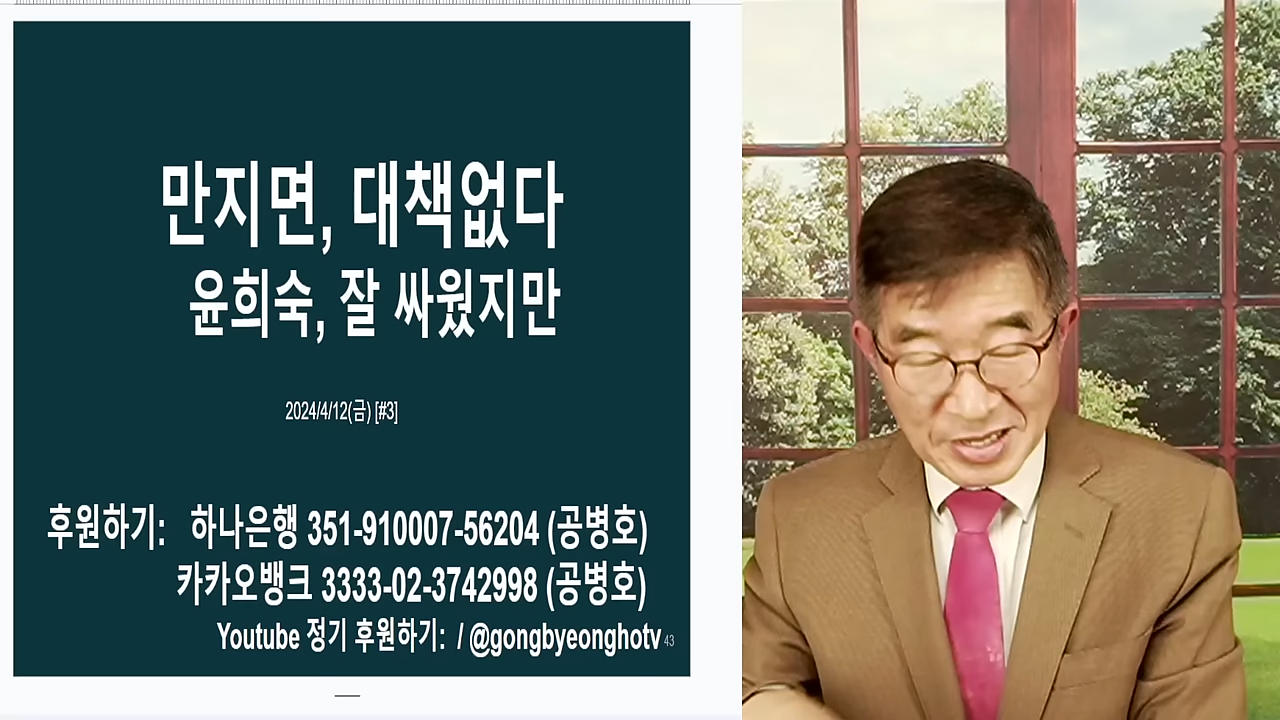 만지면, 대책없다
윤희숙, 잘 싸웠지만
2024/4/12(금) [#3]
후원하기: 하나은행 351-910007-56204 (공병호)
카카오뱅크 3333-02-3742998 (공병호)
Youtube 정기 후원하기: / @gongbyeonghotv 43